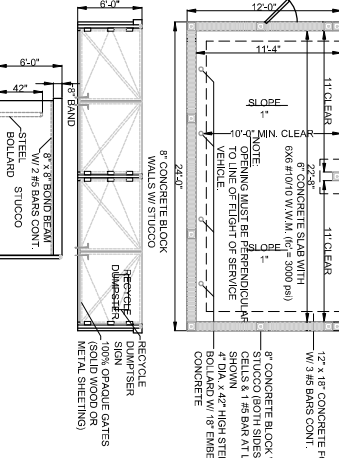 12'-0"
11'-4"
SLOPE
1"
10'-0" MIN. CLEAR
SLOPE
1"
6'-0"
6'-0"
42"
11' CLEAR
11' CLEAR
22'-8"
6" CONCRETE SLAB WITH
6X6 #10/10 W.W.M. (fc' = 3000 psi)
NOTE:
OPENING MUST BE PERPENDICULAR
TO LINE OF FLIGHT OF SERVICE
VEHICLE.
24'-0"
8" CONCRETE BLOCK
WALLS W/ STUCCO
8" BAND
8" x 8" BOND BEAM
W/ 2 #5 BARS CONT.
STUCCO
STEEL
BOLLARD
12" x 18" CONCRETE
W/ 3 #5 BARS CONT.
8" CONCRETE BLOCK
STUCCO (BOTH SIDES
CELLS & 1 #5 BAR AT
SHOWN
4" DIA. x 42" HIGH
BOLLARD W/ 18"
CONCRETE
RECYCLE
DUMPSTER
RECYCLE
DUMPTSER
SIGN
100% OPAQUE GATES
(SOLID WOOD OR
METAL SHEETING)